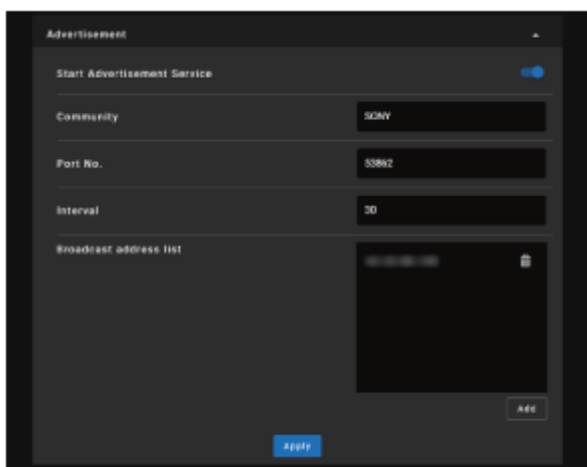 Advertisement
Start Advertisement Service
Community SONY
Port No. 53862
Interval 30
Broadcast address list
Add
Apply